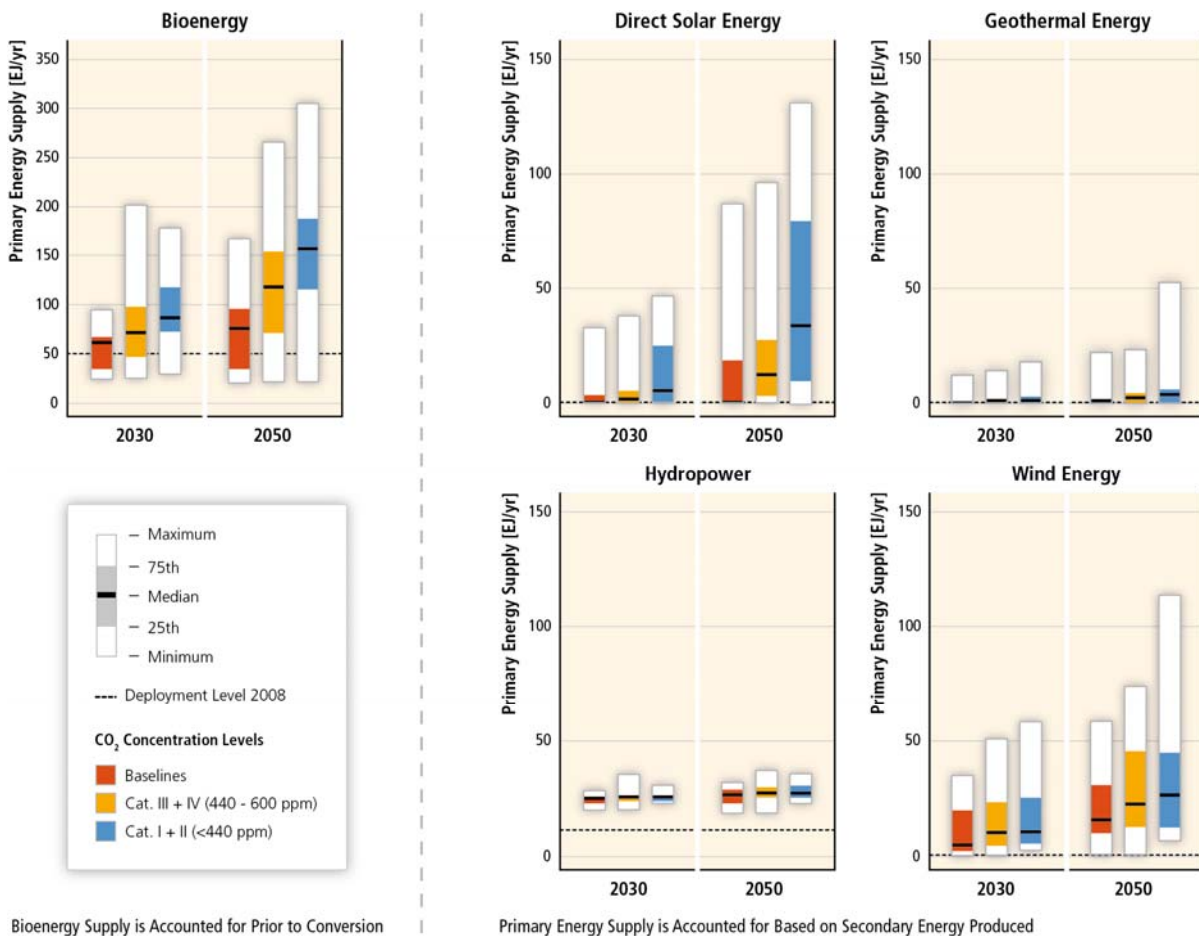 Bioenergy
Primary Energy Supply [EJ/yr]
350
300
250
200
150
100
50
0
2030
2050
Direct Solar Energy
Primary Energy Supply [EJ/yr]
150
100
50
0
2030
2050
Geothermal Energy
Primary Energy Supply [EJ/yr]
150
100
50
0
2030
2050
Maximum
75th
Median
25th
Minimum
Deployment Level 2008
CO₂ Concentration Levels
Baselines
Cat. III + IV (440 - 600 ppm)
Cat. I + II (<440 ppm)
Hydropower
Primary Energy Supply [EJ/yr]
150
100
50
0
2030
2050
Wind Energy
Primary Energy Supply [EJ/yr]
150
100
50
0
2030
2050
Bioenergy Supply is Accounted for Prior to Conversion
Primary Energy Supply is Accounted for Based on Secondary Energy Produced